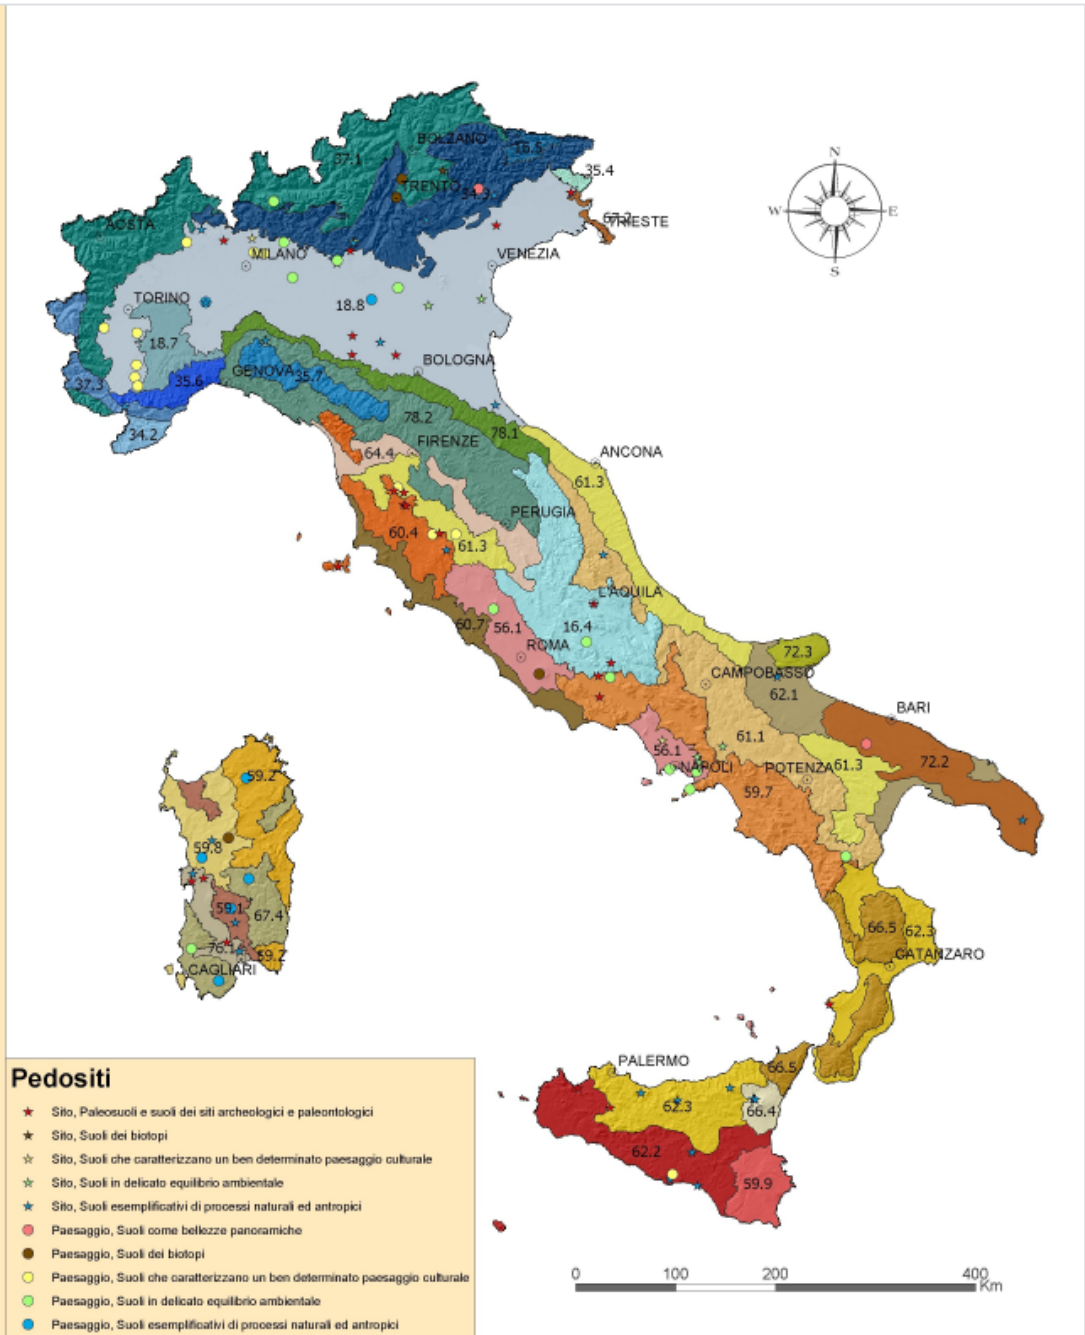 N
W
E
S
BOLZANO
16.5
37.1
35.4
TRENTO
34.3
67.2
TRIESTE
AOSTA
MILANO
VENEZIA
TORINO
18.8
18.7
BOLOGNA
GENOVA
35.7
37.3
35.6
78.2
34.2
FIRENZE
78.1
64.4
ANCONA
61.3
PERUGIA
60.4
61.3
L'AQUILA
60.7
56.1
16.4
ROMA
72.3
CAMPOBASSO
62.1
BARI
61.1
56.1
NAPOLI
POTENZA
61.3
72.2
59.7
59.2
59.8
59.1
67.4
66.5
62.3
76.1
59.2
CATANZARO
CAGLIARI
PALERMO
66.5
62.3
66.4
62.2
59.9
Pedositi
Sito, Paleosuoli e suoli dei siti archeologici e paleontologici
Sito, Suoli dei biotopi
Sito, Suoli che caratterizzano un ben determinato paesaggio culturale
Sito, Suoli in delicato equilibrio ambientale
Sito, Suoli esemplificativi di processi naturali ed antropici
Paesaggio, Suoli come bellezze panoramiche
Paesaggio, Suoli dei biotopi
Paesaggio, Suoli che caratterizzano un ben determinato paesaggio culturale
Paesaggio, Suoli in delicato equilibrio ambientale
Paesaggio, Suoli esemplificativi di processi naturali ed antropici
0 100 200 400
Km